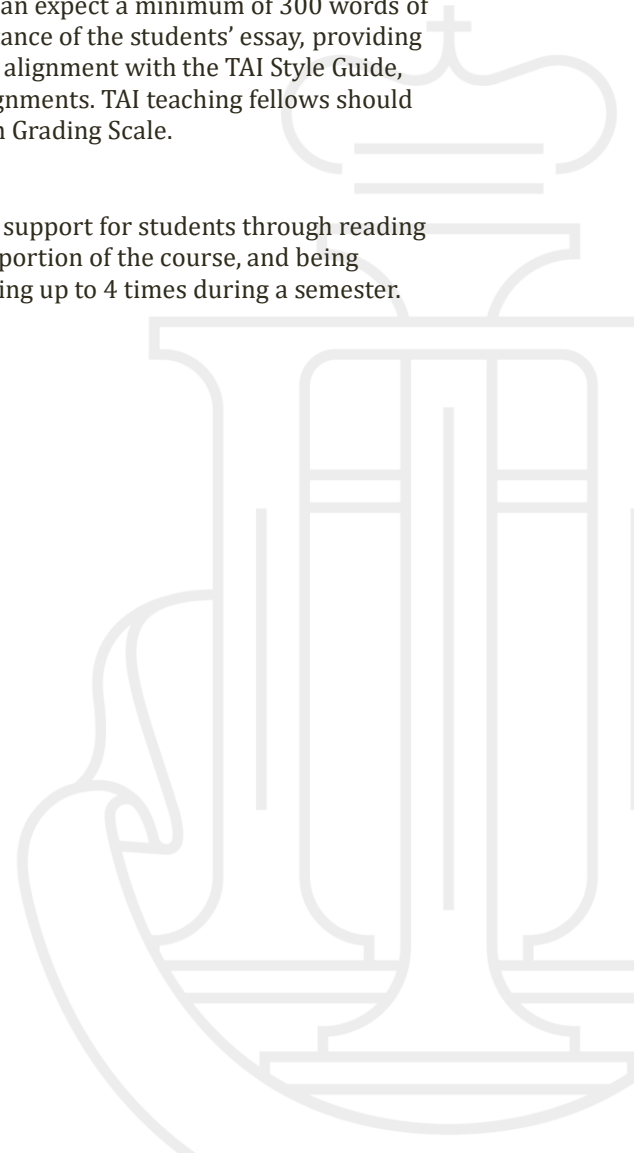 an expect a minimum of 300 words of
ance of the students’ essay, providing
alignment with the TAI Style Guide,
gnments. TAI teaching fellows should
Grading Scale.
support for students through reading
portion of the course, and being
ing up to 4 times during a semester.